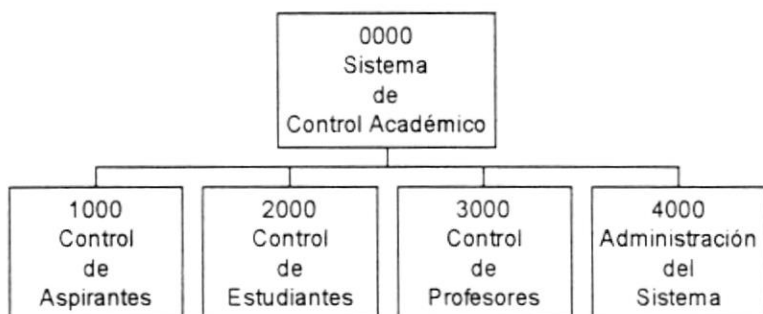 0000
Sistema
de
Control Académico
1000
Control
de
Aspirantes
2000
Control
de
Estudiantes
3000
Control
de
Profesores
4000
Administración
del
Sistema